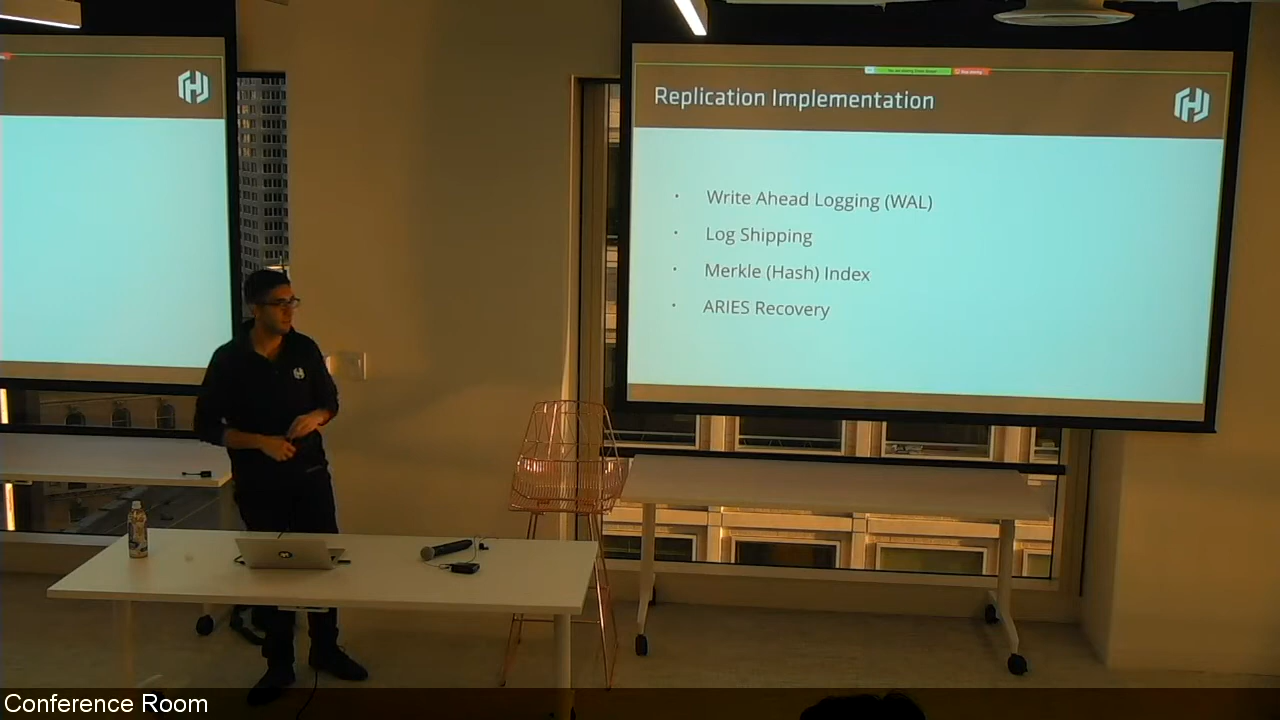 Replication Implementation
Write Ahead Logging (WAL)
Log Shipping
Merkle (Hash) Index
ARIES Recovery
Conference Room